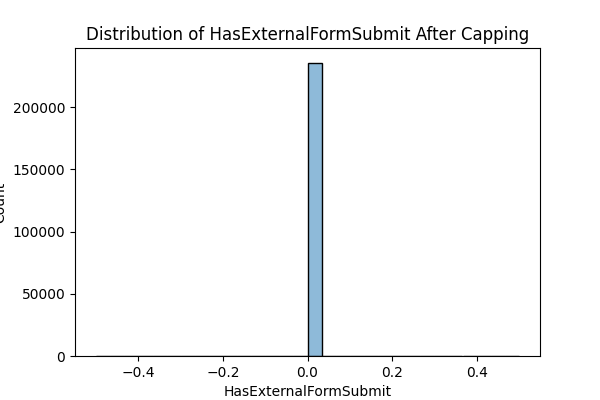 Distribution of HasExternalFormSubmit After Capping
200000
150000
100000
50000
0
Count
−0.4 −0.2 0.0 0.2 0.4
HasExternalFormSubmit